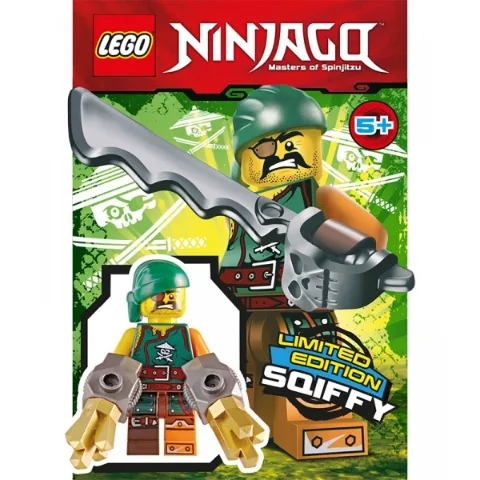 LEGO
NINJAGO
Masters of Spinjitzu
5+
LIMITED
EDITION
SQIFFY